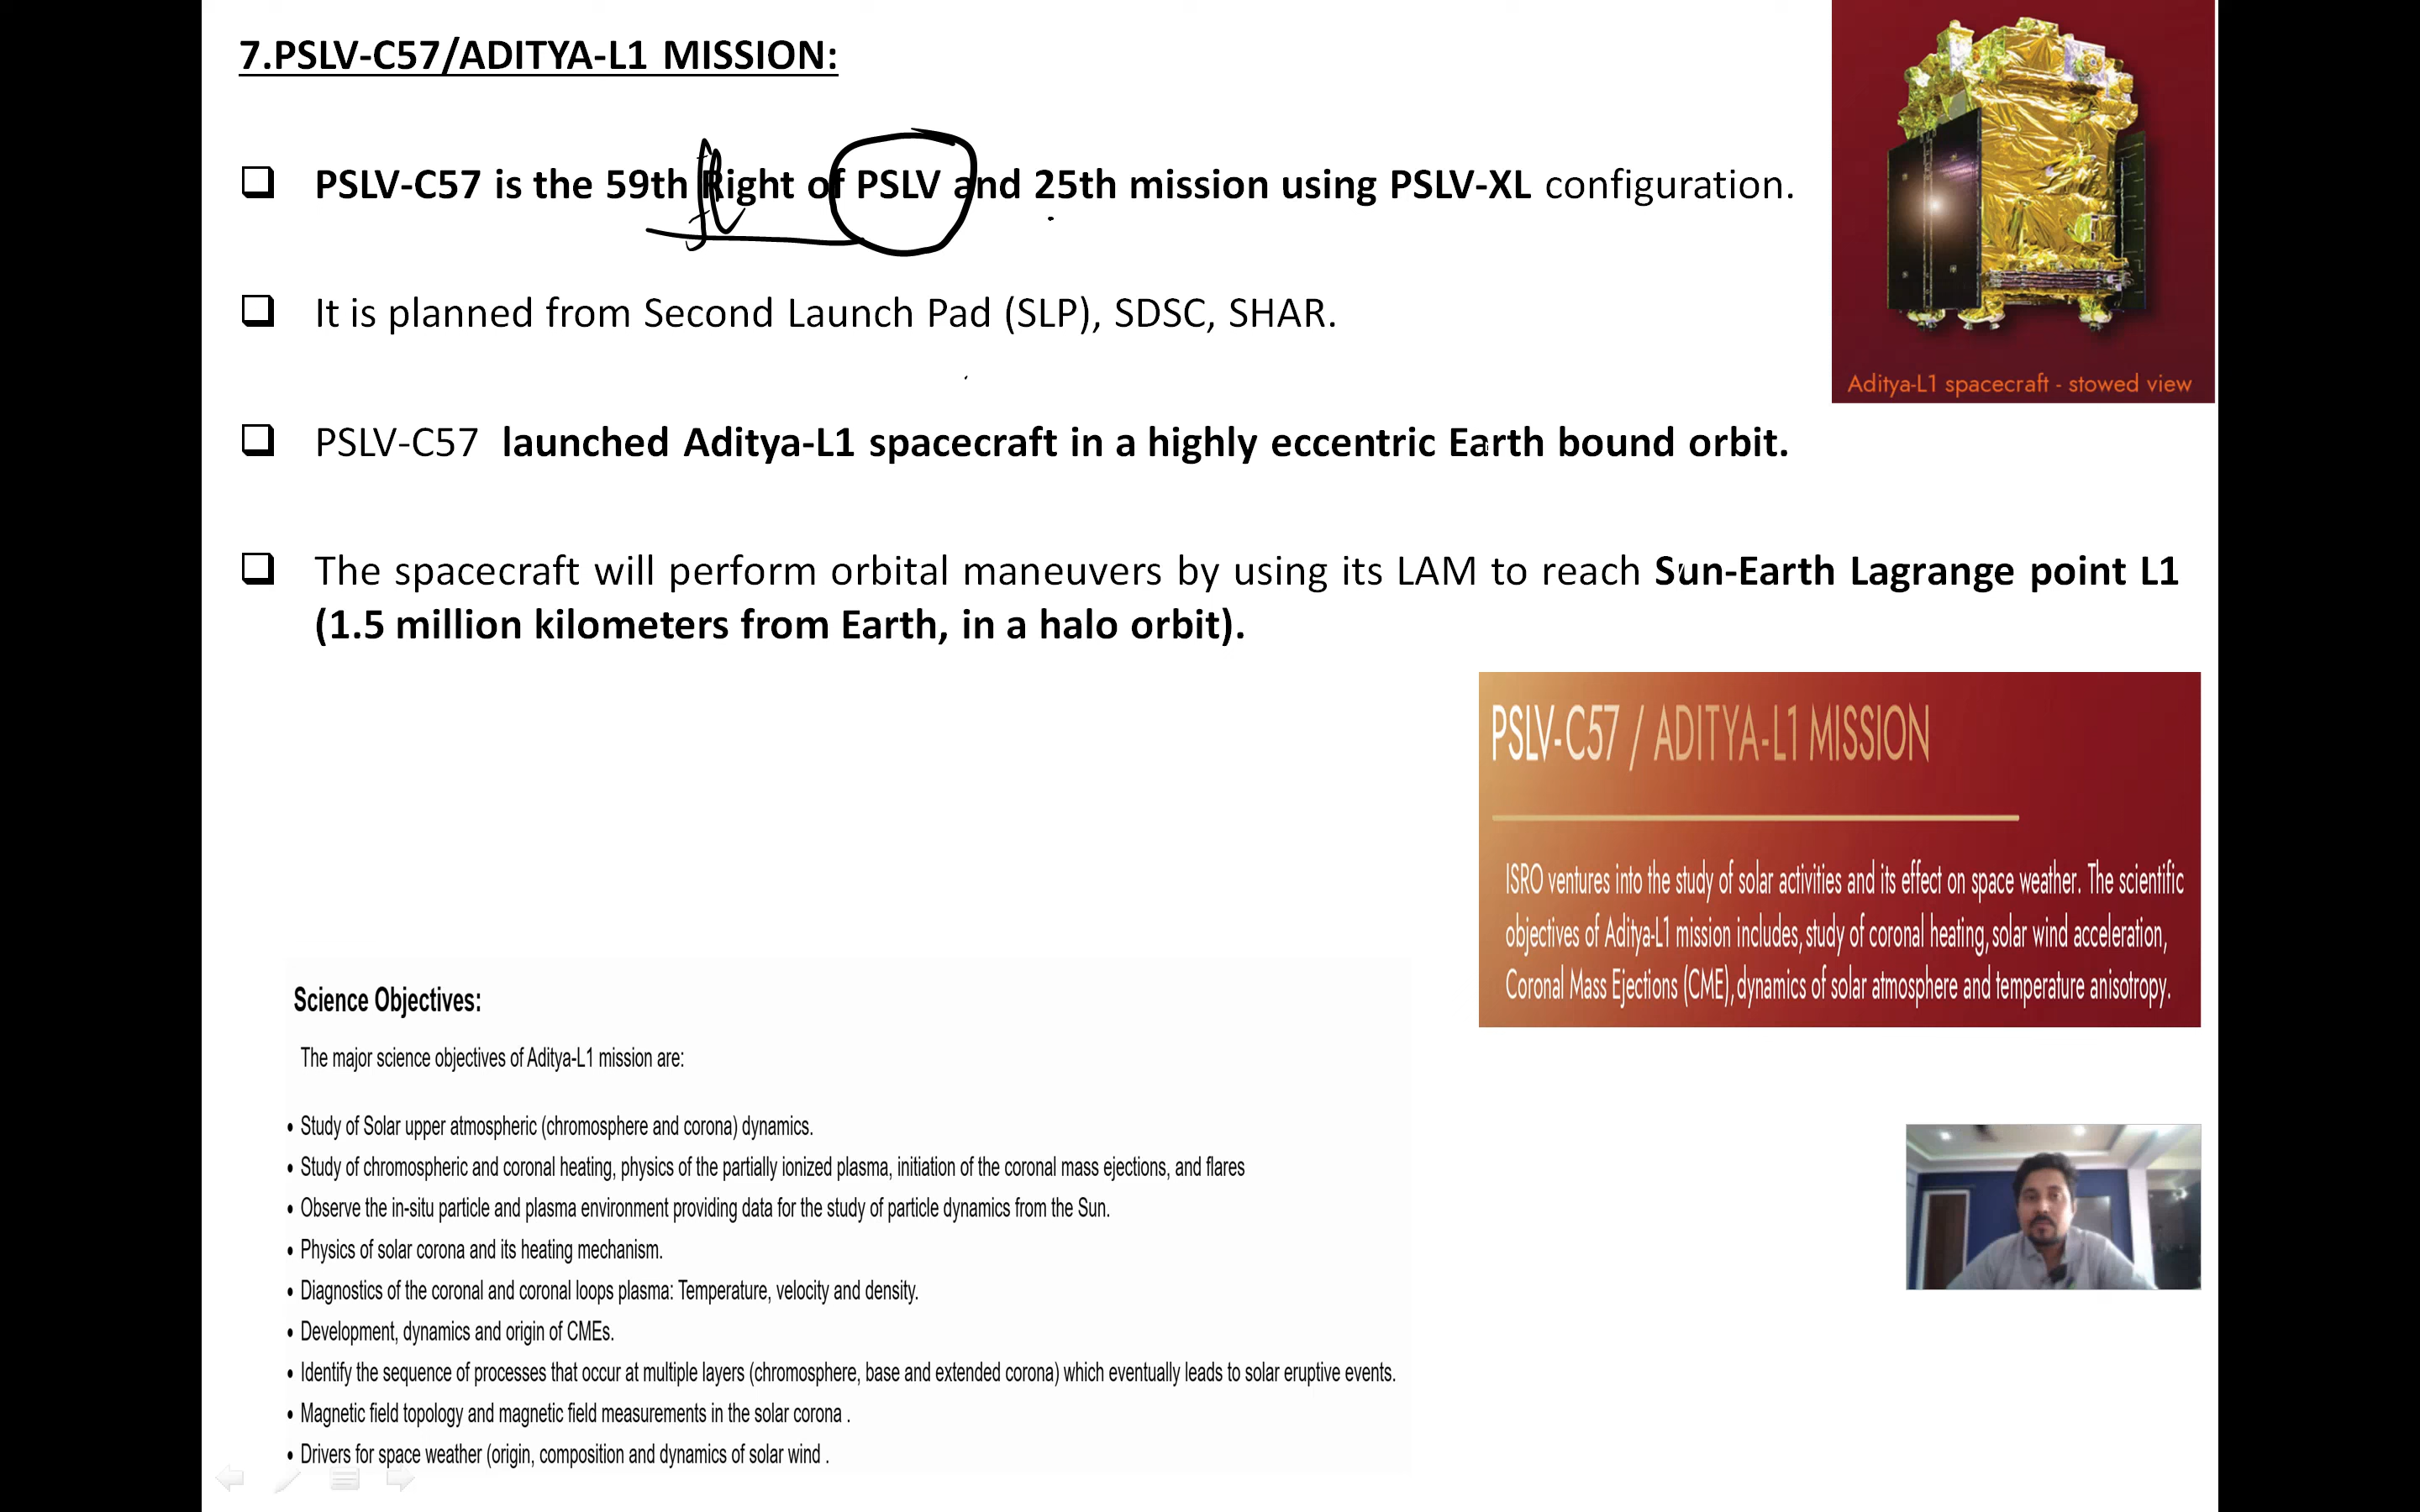 7.PSLV-C57/ADITYA-L1 MISSION:
PSLV-C57 is the 59th Right of PSLV and 25th mission using PSLV-XL configuration.
fl
It is planned from Second Launch Pad (SLP), SDSC, SHAR.
PSLV-C57 launched Aditya-L1 spacecraft in a highly eccentric Earth bound orbit.
The spacecraft will perform orbital maneuvers by using its LAM to reach Sun-Earth Lagrange point L1
(1.5 million kilometers from Earth, in a halo orbit).
Aditya-L1 spacecraft - stowed view
PSLV-C57 / ADITYA-L1 MISSION
ISRO ventures into the study of solar activities and its effect on space weather. The scientific
objectives of Aditya-L1 mission includes, study of coronal heating, solar wind acceleration,
Coronal Mass Ejections (CME), dynamics of solar atmosphere and temperature anisotropy.
Science Objectives:
The major science objectives of Aditya-L1 mission are:
• Study of Solar upper atmospheric (chromosphere and corona) dynamics.
• Study of chromospheric and coronal heating, physics of the partially ionized plasma, initiation of the coronal mass ejections, and flares
• Observe the in-situ particle and plasma environment providing data for the study of particle dynamics from the Sun.
• Physics of solar corona and its heating mechanism.
• Diagnostics of the coronal and coronal loops plasma: Temperature, velocity and density.
• Development, dynamics and origin of CMEs.
• Identify the sequence of processes that occur at multiple layers (chromosphere, base and extended corona) which eventually leads to solar eruptive events.
• Magnetic field topology and magnetic field measurements in the solar corona .
• Drivers for space weather (origin, composition and dynamics of solar wind .